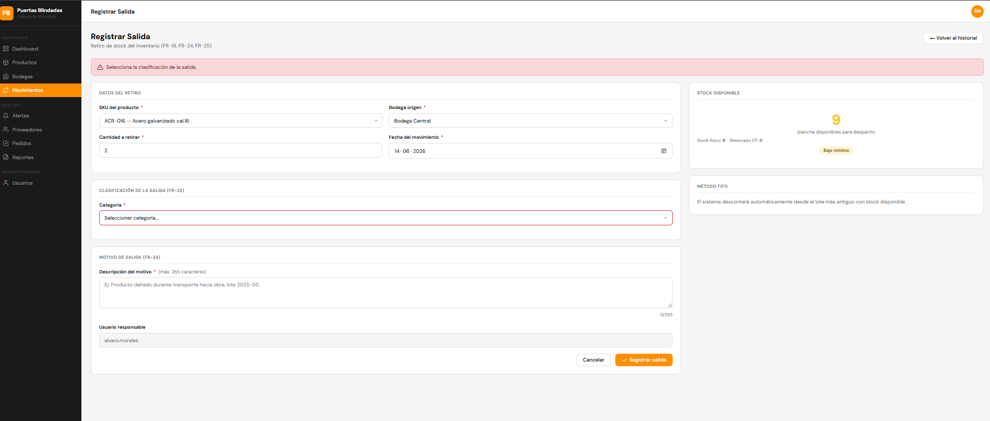 PB
Puertas Blindadas
Sistema de Inventario
Registrar Salida
AM
INVENTARIO
Dashboard
Productos
Bodegas
Movimientos
GESTIÓN
Alertas
Proveedores
Pedidos
Reportes
ADMINISTRACIÓN
Usuarios
Registrar Salida
Retiro de stock del inventario (FR-19, FR-24, FR-25)
← Volver al historial
Selecciona la clasificación de la salida.
DATOS DEL RETIRO
SKU del producto *
Bodega origen *
ACR-016 — Acero galvanizado cal.16
Bodega Central
Cantidad a retirar *
Fecha del movimiento *
2
14-06-2026
CLASIFICACIÓN DE LA SALIDA (FR-25)
Categoría *
Seleccionar categoría...
MOTIVO DE SALIDA (FR-24)
Descripción del motivo * (máx. 255 caracteres)
Ej: Producto dañado durante transporte hacia obra, lote 2025-05.
0/255
Usuario responsable
alvaro.morales
Cancelar
Registrar salida
STOCK DISPONIBLE
9
plancha disponibles para despacho
Stock físico: 9 Reservado OT: 0
Bajo mínimo
MÉTODO FIFO
El sistema descontará automáticamente desde el lote más antiguo con stock disponible.